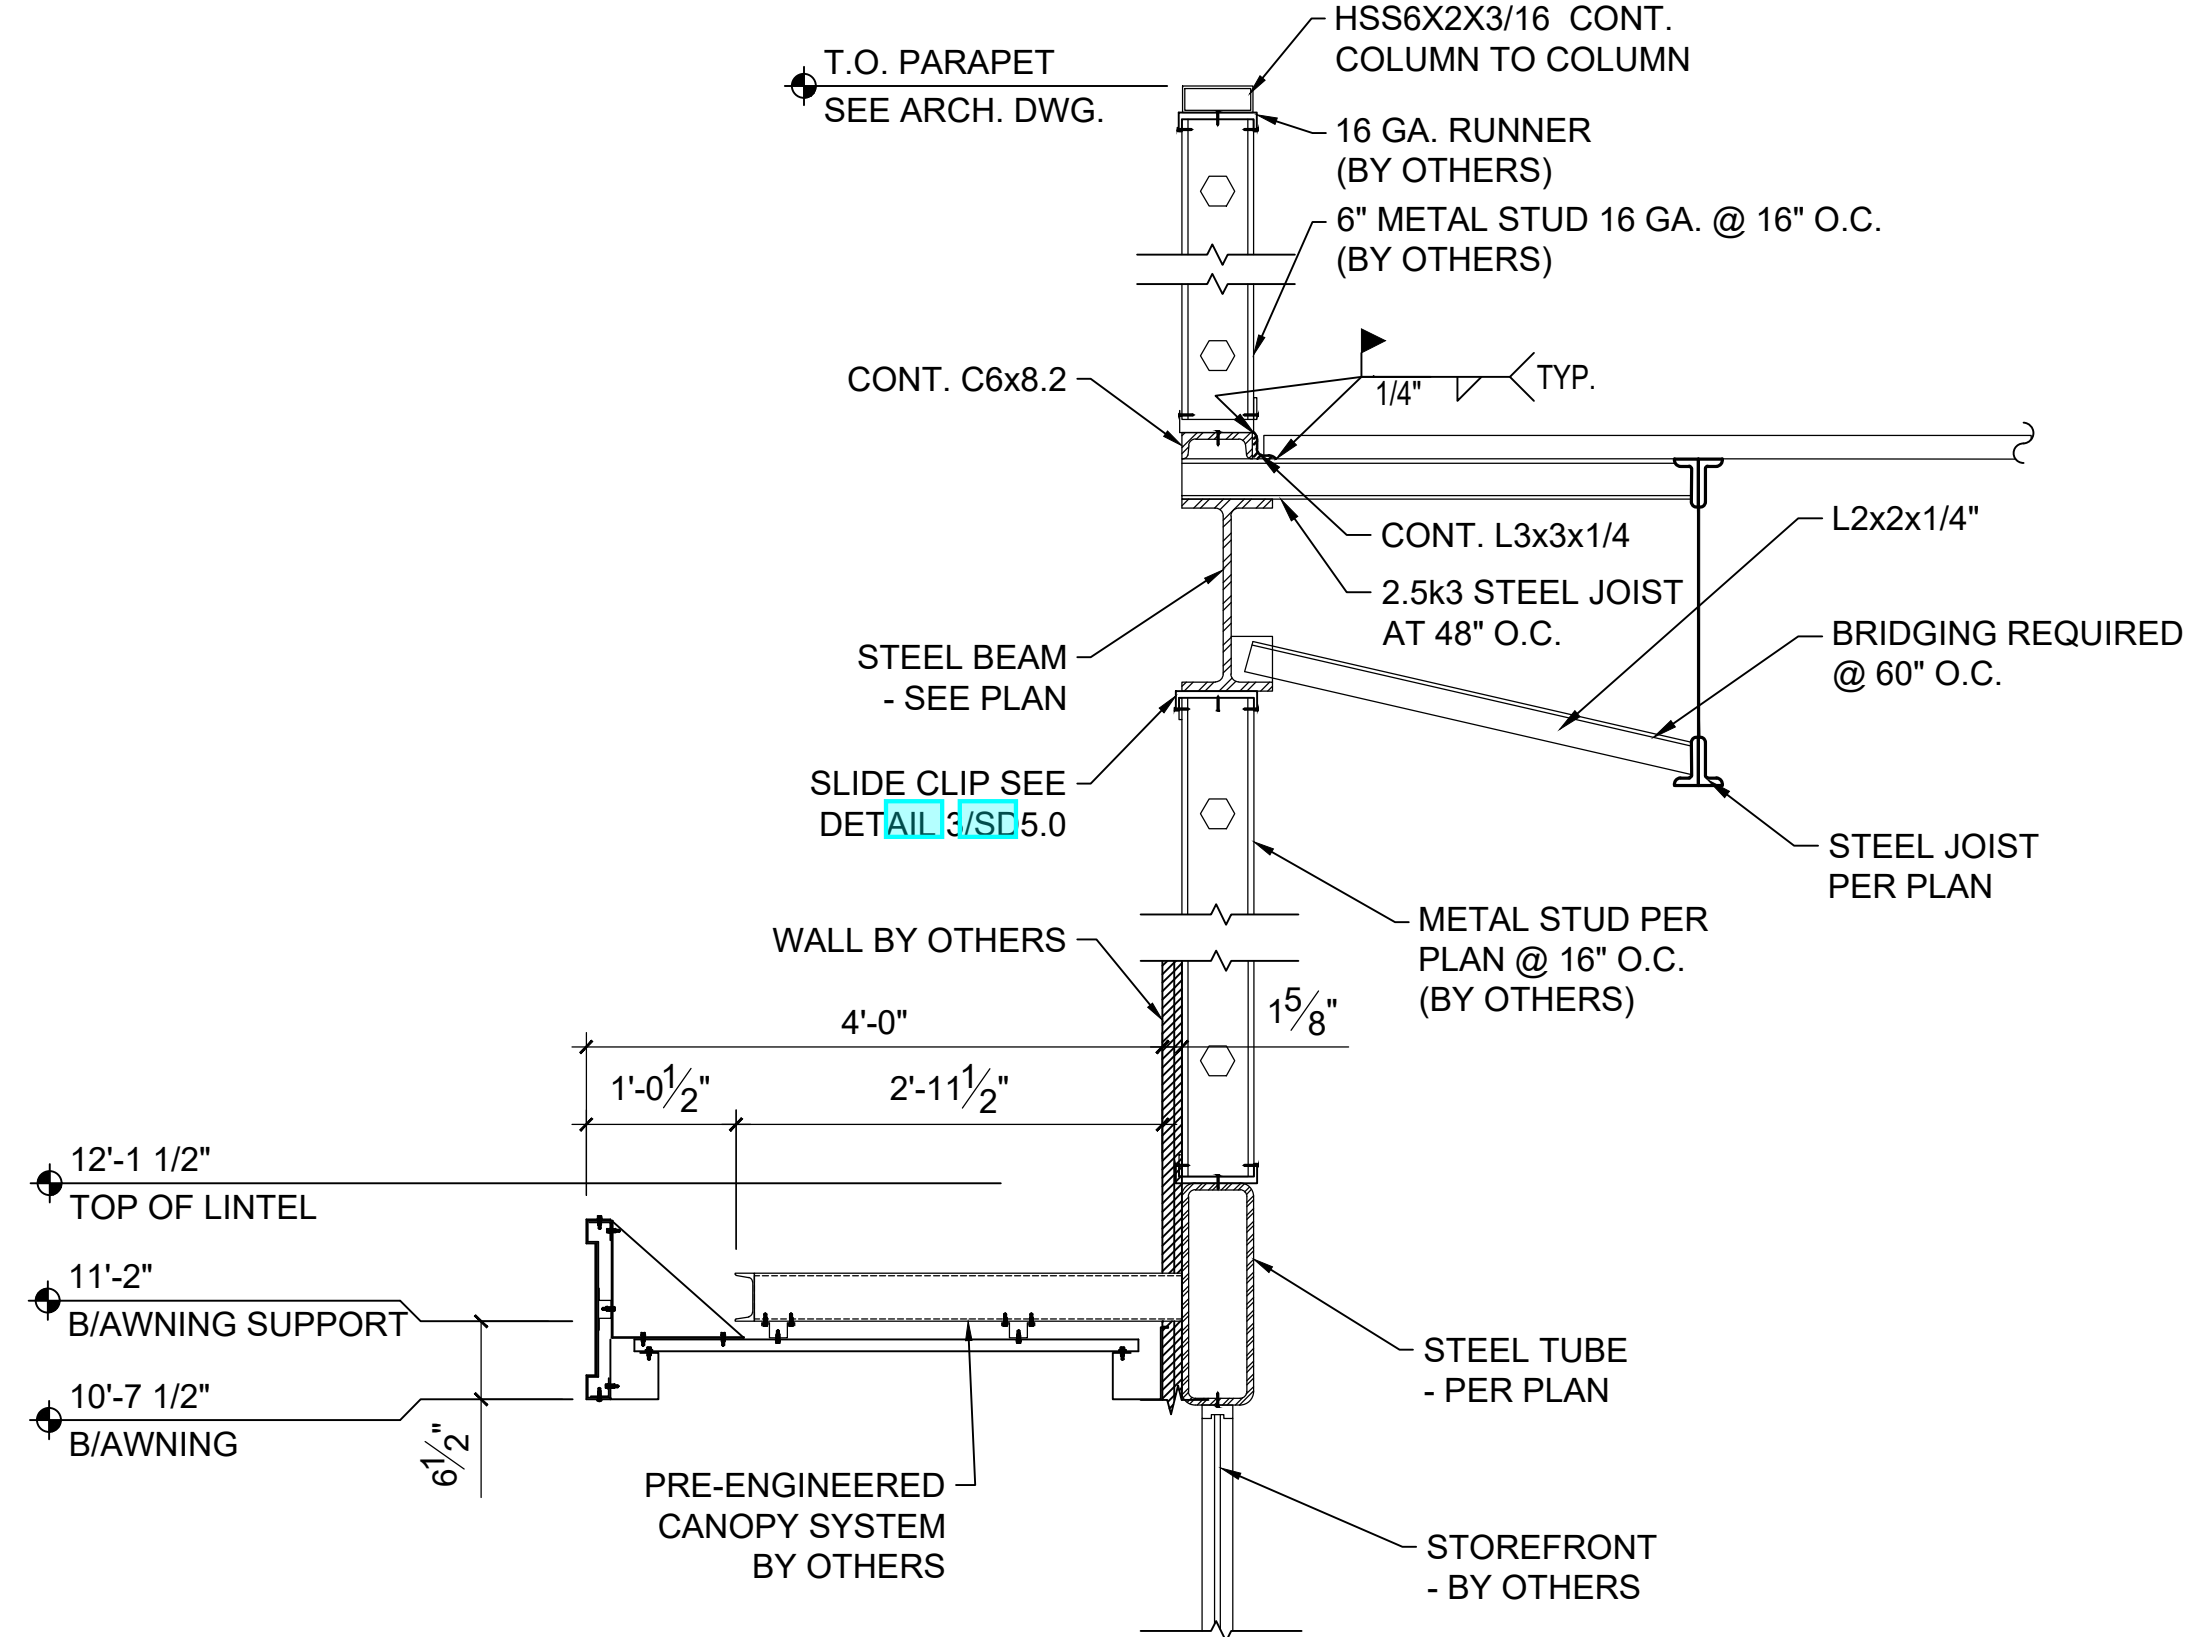 HSS6X2X3/16 CONT.
COLUMN TO COLUMN
T.O. PARAPET
SEE ARCH. DWG.
16 GA. RUNNER
(BY OTHERS)
6" METAL STUD 16 GA. @ 16" O.C.
(BY OTHERS)
CONT. C6x8.2
1/4"
TYP.
L2x2x1/4"
CONT. L3x3x1/4
2.5k3 STEEL JOIST
AT 48" O.C.
BRIDGING REQUIRED
@ 60" O.C.
STEEL BEAM
- SEE PLAN
SLIDE CLIP SEE
DETAIL 3/SD5.0
STEEL JOIST
PER PLAN
METAL STUD PER
PLAN @ 16" O.C.
(BY OTHERS)
WALL BY OTHERS
4'-0"
1 5/8"
1'-0 1/2"
2'-11 1/2"
12'-1 1/2"
TOP OF LINTEL
11'-2"
B/AWNING SUPPORT
10'-7 1/2"
B/AWNING
6 1/2"
STEEL TUBE
- PER PLAN
PRE-ENGINEERED
CANOPY SYSTEM
BY OTHERS
STOREFRONT
- BY OTHERS